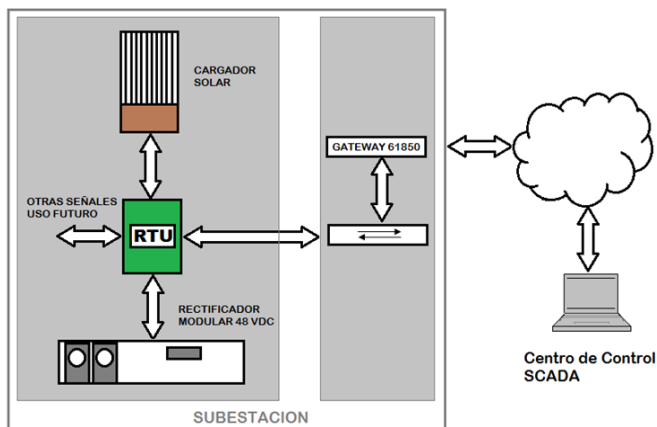 CARGADOR
SOLAR
GATEWAY 61850
OTRAS SEÑALES
USO FUTURO
RTU
RECTIFICADOR
MODULAR 48 VDC
Centro de Control
SCADA
SUBESTACION